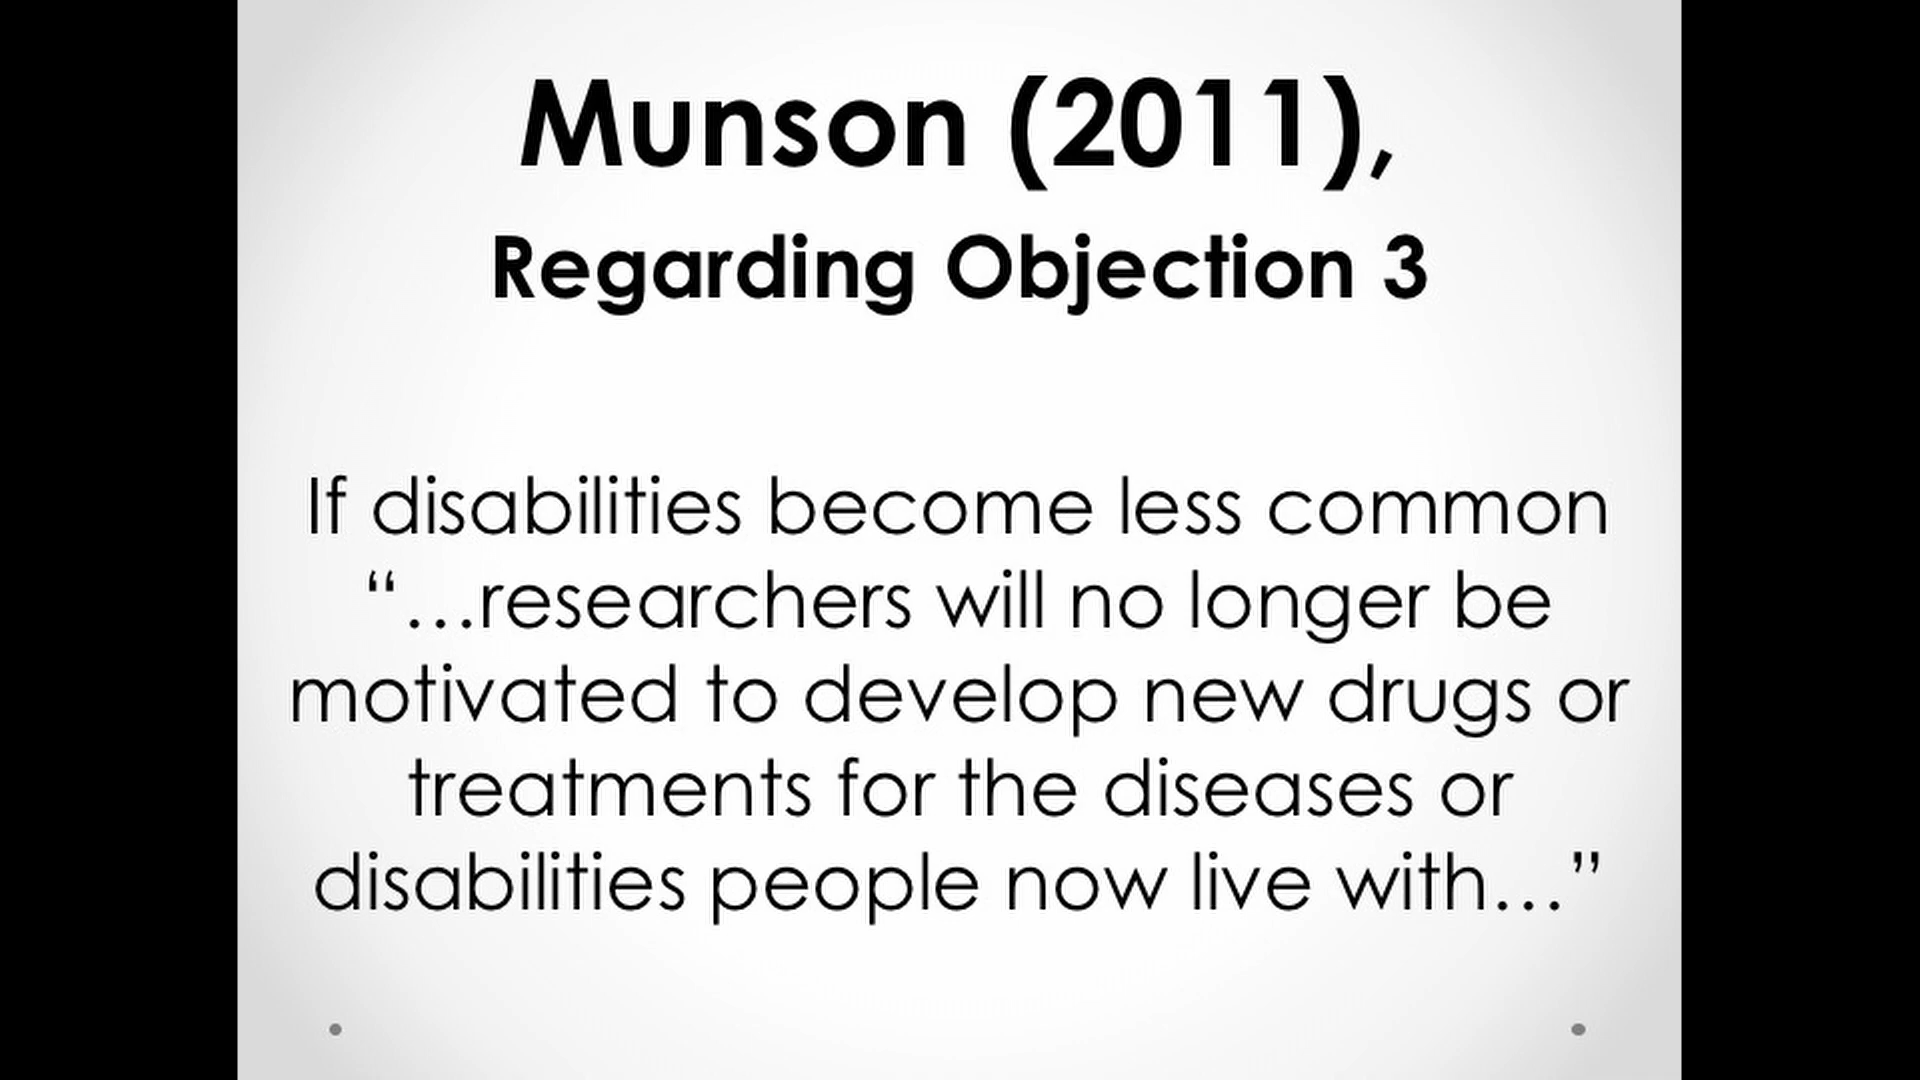 Munson (2011),
Regarding Objection 3
If disabilities become less common
“…researchers will no longer be
motivated to develop new drugs or
treatments for the diseases or
disabilities people now live with…”